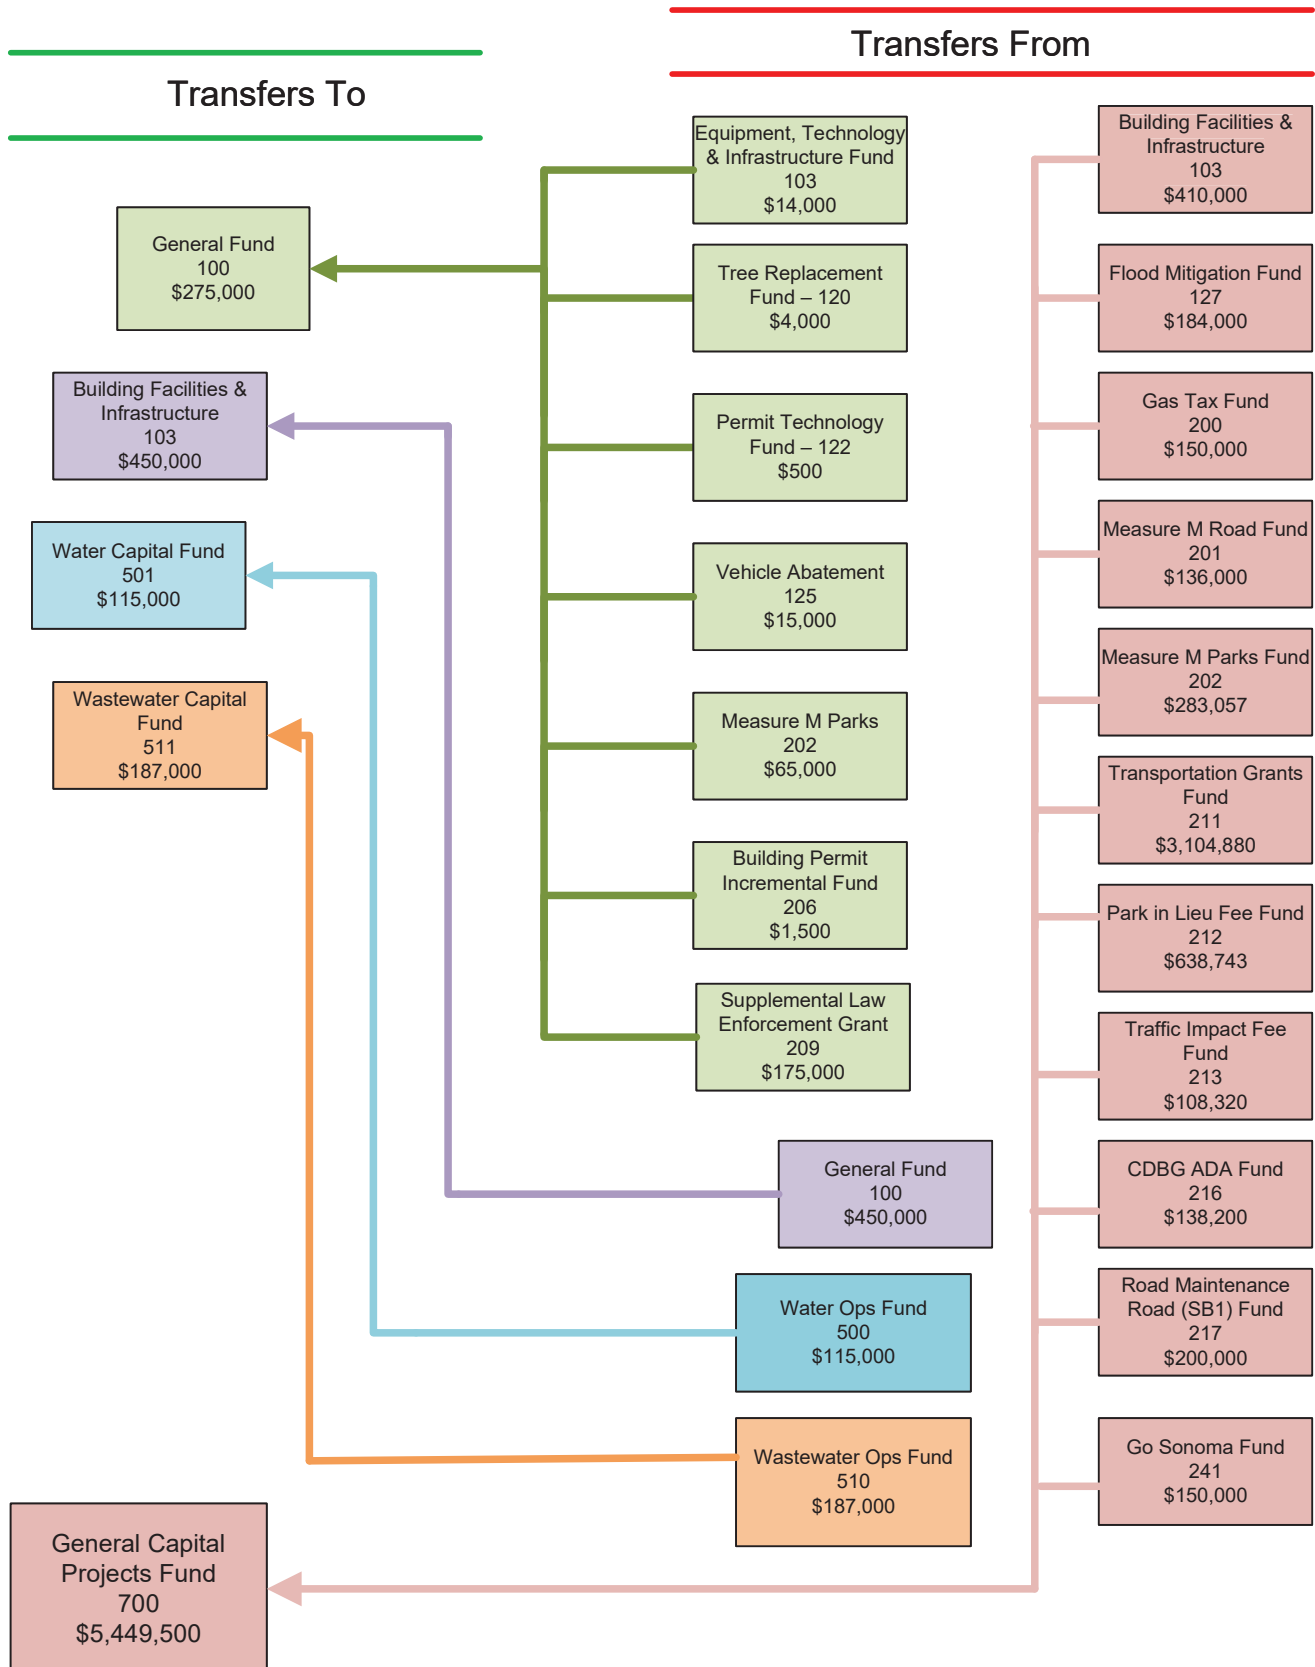 Transfers From
Transfers To
General Fund
100
$275,000
Building Facilities &
Infrastructure
103
$450,000
Water Capital Fund
501
$115,000
Wastewater Capital
Fund
511
$187,000
General Capital
Projects Fund
700
$5,449,500
Equipment, Technology
& Infrastructure Fund
103
$14,000
Tree Replacement
Fund – 120
$4,000
Permit Technology
Fund – 122
$500
Vehicle Abatement
125
$15,000
Measure M Parks
202
$65,000
Building Permit
Incremental Fund
206
$1,500
Supplemental Law
Enforcement Grant
209
$175,000
General Fund
100
$450,000
Water Ops Fund
500
$115,000
Wastewater Ops Fund
510
$187,000
Building Facilities &
Infrastructure
103
$410,000
Flood Mitigation Fund
127
$184,000
Gas Tax Fund
200
$150,000
Measure M Road Fund
201
$136,000
Measure M Parks Fund
202
$283,057
Transportation Grants
Fund
211
$3,104,880
Park in Lieu Fee Fund
212
$638,743
Traffic Impact Fee
Fund
213
$108,320
CDBG ADA Fund
216
$138,200
Road Maintenance
Road (SB1) Fund
217
$200,000
Go Sonoma Fund
241
$150,000